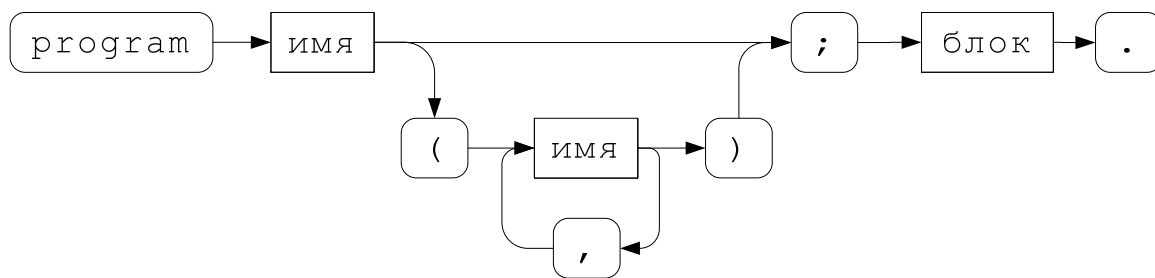 program имя ; блок .
( имя )
,